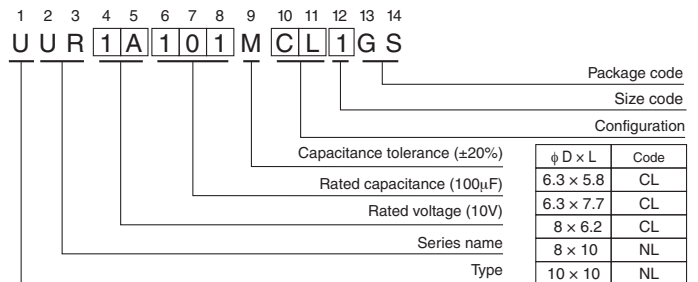 1 2 3 4 5 6 7 8 9 10 11 12 13 14
U U R 1 A 1 0 1 M C L 1 G S
Package code
Size code
Configuration
Capacitance tolerance (±20%)
Rated capacitance (100μF)
Rated voltage (10V)
Series name
Type
ϕ D × L Code
6.3 × 5.8 CL
6.3 × 7.7 CL
8 × 6.2 CL
8 × 10 NL
10 × 10 NL